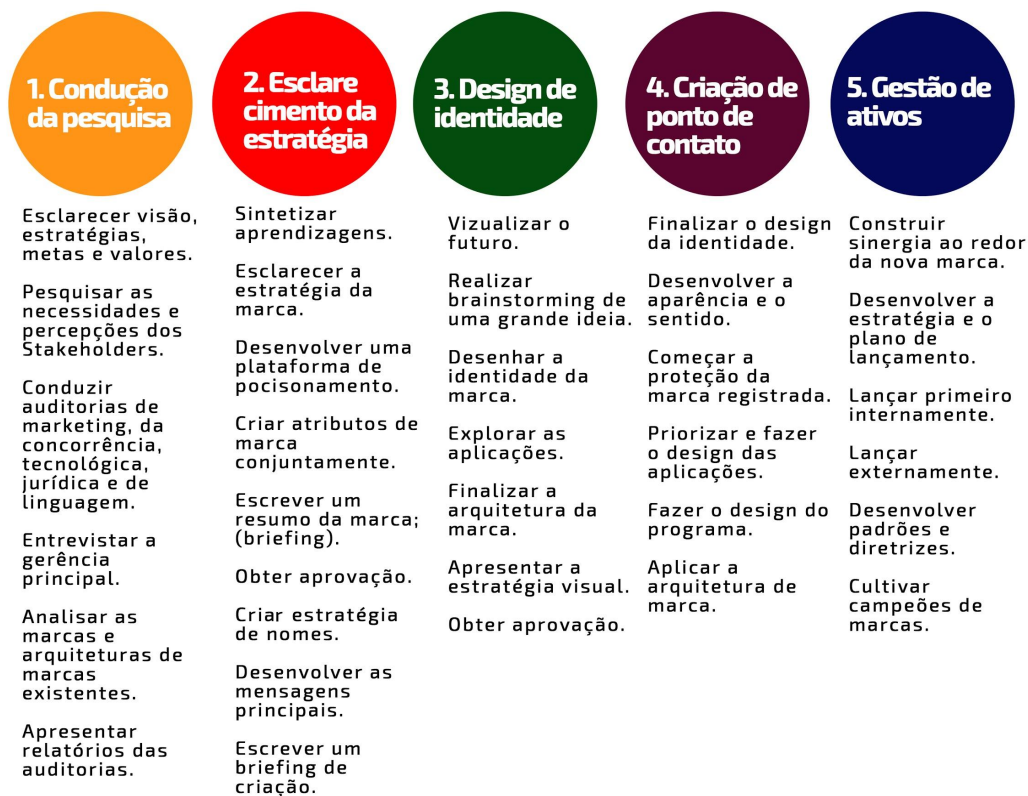 1. Condução
da pesquisa
Esclarecer visão,
estratégias,
metas e valores.
Pesquisar as
necessidades e
percepções dos
Stakeholders.
Conduzir
auditorias de
marketing, da
concorrência,
tecnológica,
jurídica e de
linguagem.
Entrevistar a
gerência
principal.
Analisar as
marcas e
arquiteturas de
marcas
existentes.
Apresentar
relatórios das
auditorias.
2. Esclare
cimento da
estratégia
Sintetizar
aprendizagens.
Esclarecer a
estratégia da
marca.
Desenvolver uma
plataforma de
pocisonamento.
Criar atributos de
marca
conjuntamente.
Escrever um
resumo da marca;
(briefing).
Obter aprovação.
Criar estratégia
de nomes.
Desenvolver as
mensagens
principais.
Escrever um
briefing de
criação.
3. Design de
identidade
Vizualizar o
futuro.
Realizar
brainstorming de
uma grande ideia.
Desenhar a
identidade da
marca.
Explorar as
aplicações.
Finalizar a
arquitetura da
marca.
Apresentar a
estratégia visual.
Obter aprovação.
4. Criação de
ponto de
contato
Finalizar o design
da identidade.
Desenvolver a
aparência e o
sentido.
Começar a
proteção da
marca registrada.
Priorizar e fazer
o design das
aplicações.
Fazer o design do
programa.
Aplicar a
arquitetura de
marca.
5. Gestão de
ativos
Construir
sinergia ao redor
da nova marca.
Desenvolver a
estratégia e o
plano de
lançamento.
Lançar primeiro
internamente.
Lançar
externamente.
Desenvolver
padrões e
diretrizes.
Cultivar
campeões de
marcas.